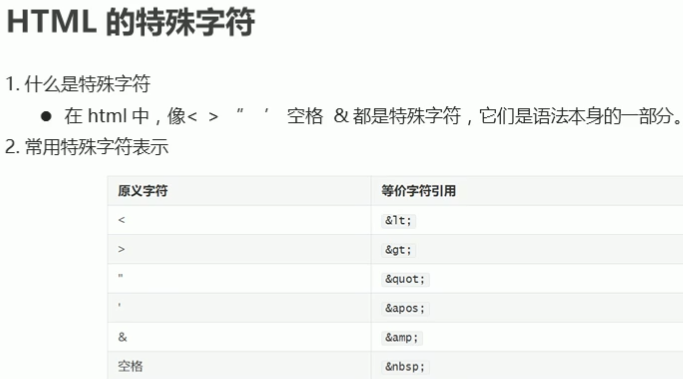 HTML 的特殊字符
1. 什么是特殊字符
● 在 html 中，像< > ＂ ＇ 空格 & 都是特殊字符，它们是语法本身的一部分。
2. 常用特殊字符表示
原义字符 等价字符引用
< &lt;
> &gt;
" &quot;
' &apos;
& &amp;
空格 &nbsp;